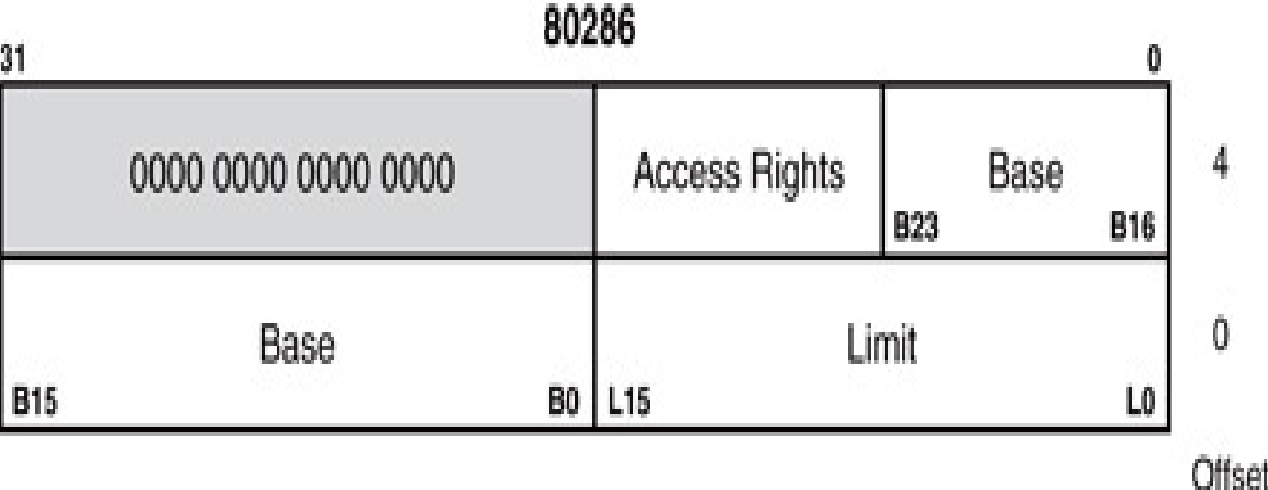 80286
31 0
0000 0000 0000 0000 Access Rights Base 4
B23 B16
Base Limit 0
B15 B0 L15 L0
Offset